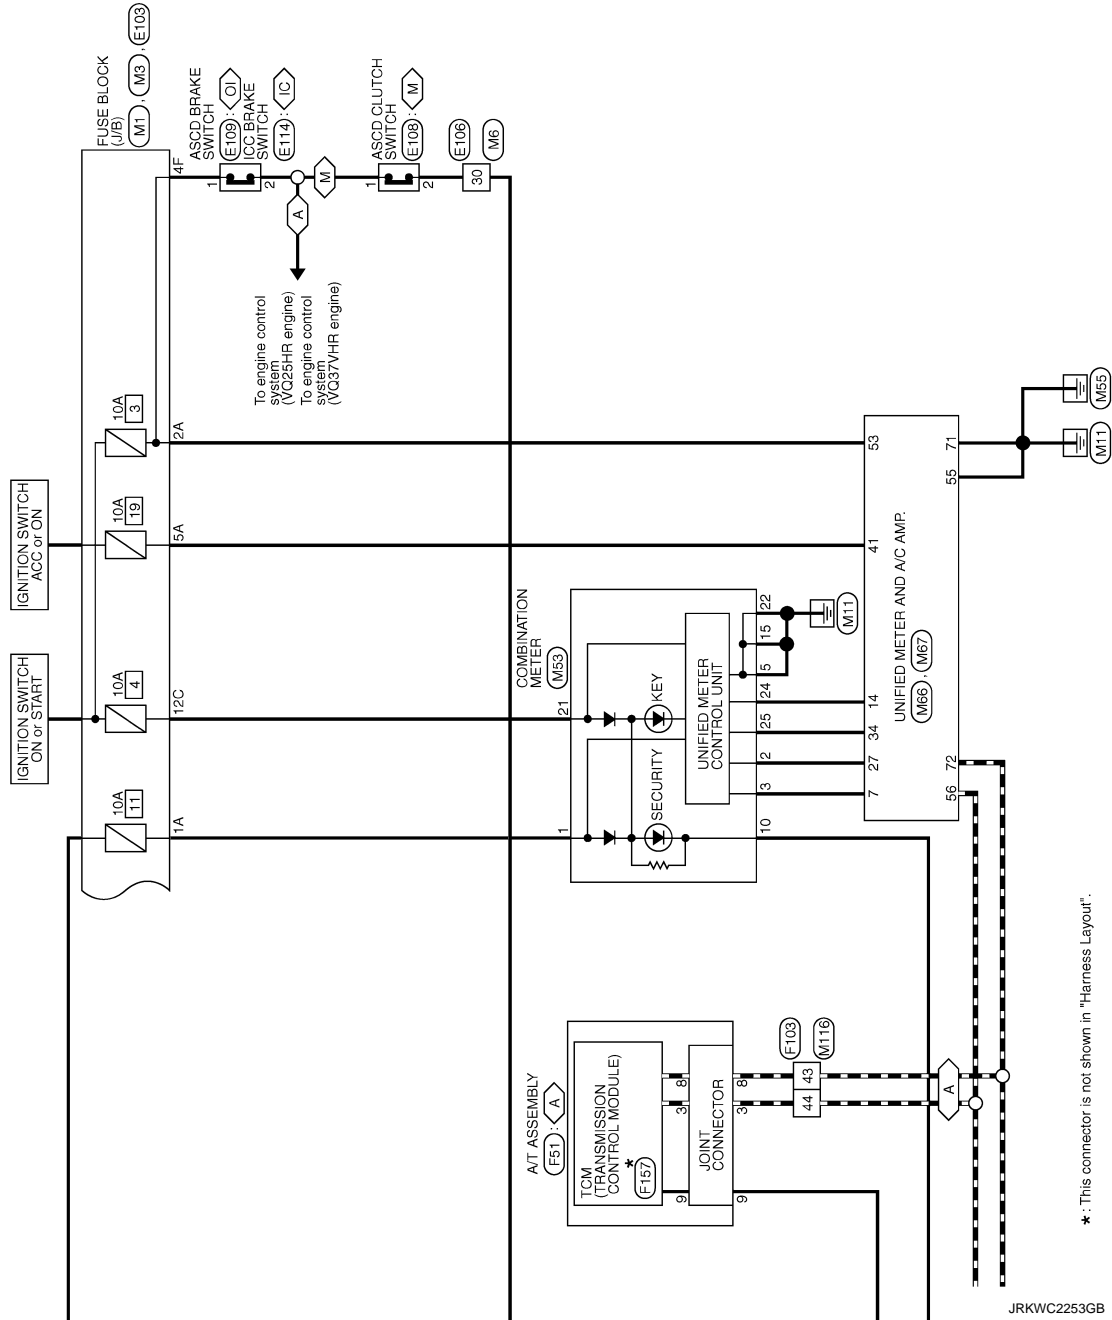 IGNITION SWITCH
ON or START
IGNITION SWITCH
ACC or ON
10A
11
10A
4
10A
19
10A
3
FUSE BLOCK
(J/B)
M1 , M3 , E103
1A
12C
5A
2A
4F
ASCD BRAKE
SWITCH
E109 : OI
ICC BRAKE
SWITCH
E114 : IC
1
2
M
A
To engine control
system
(VQ25HR engine)
To engine control
system
(VQ37VHR engine)
ASCD CLUTCH
SWITCH
E108 : M
1
2
E106
30
M6
COMBINATION
METER
M53
1
21
SECURITY
KEY
UNIFIED METER
CONTROL UNIT
10
3
2
25
24
5
15
22
M11
7
27
34
14
41
53
UNIFIED METER AND A/C AMP.
M66 , M67
56
72
55
71
M11
M55
A/T ASSEMBLY
F51 : A
TCM
(TRANSMISSION
CONTROL MODULE)
*
F157
9
3
8
JOINT
CONNECTOR
9
3
8
F103
44
43
M116
A
* : This connector is not shown in "Harness Layout".
JRKWC2253GB